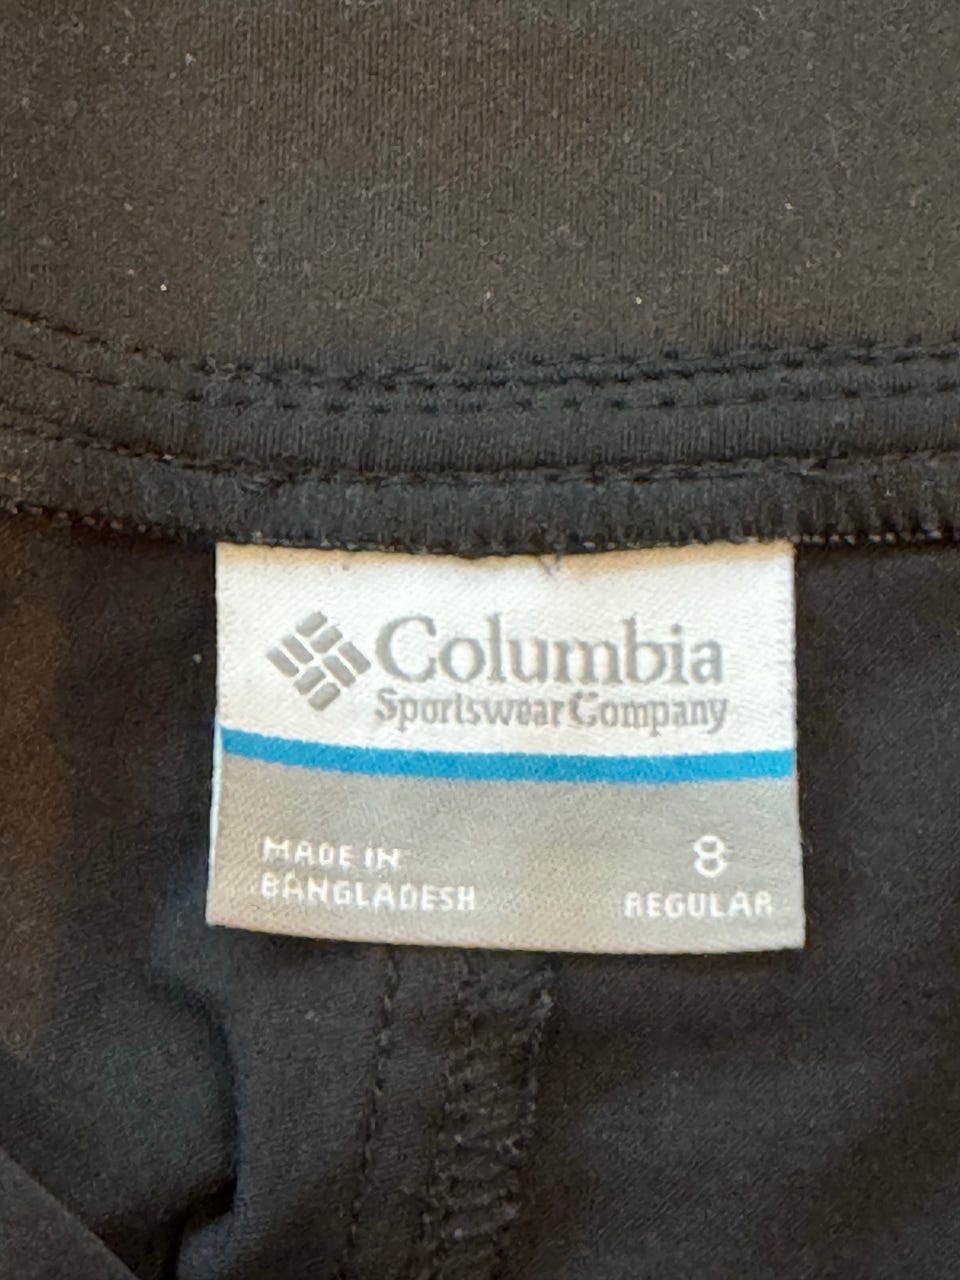 Columbia
Sportswear Company
MADE IN
BANGLADESH
8
REGULAR